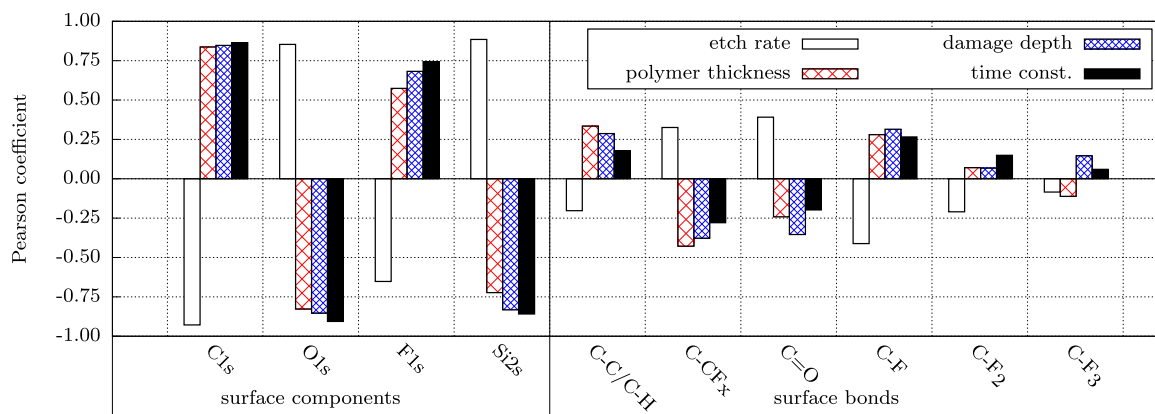 1.00
0.75
0.50
0.25
0.00
-0.25
-0.50
-0.75
-1.00
Pearson coefficient
etch rate
polymer thickness
damage depth
time const.
C1s
O1s
F1s
Si2s
C-C/C-H
C-CFx
C=O
C-F
C-F2
C-F3
surface components
surface bonds